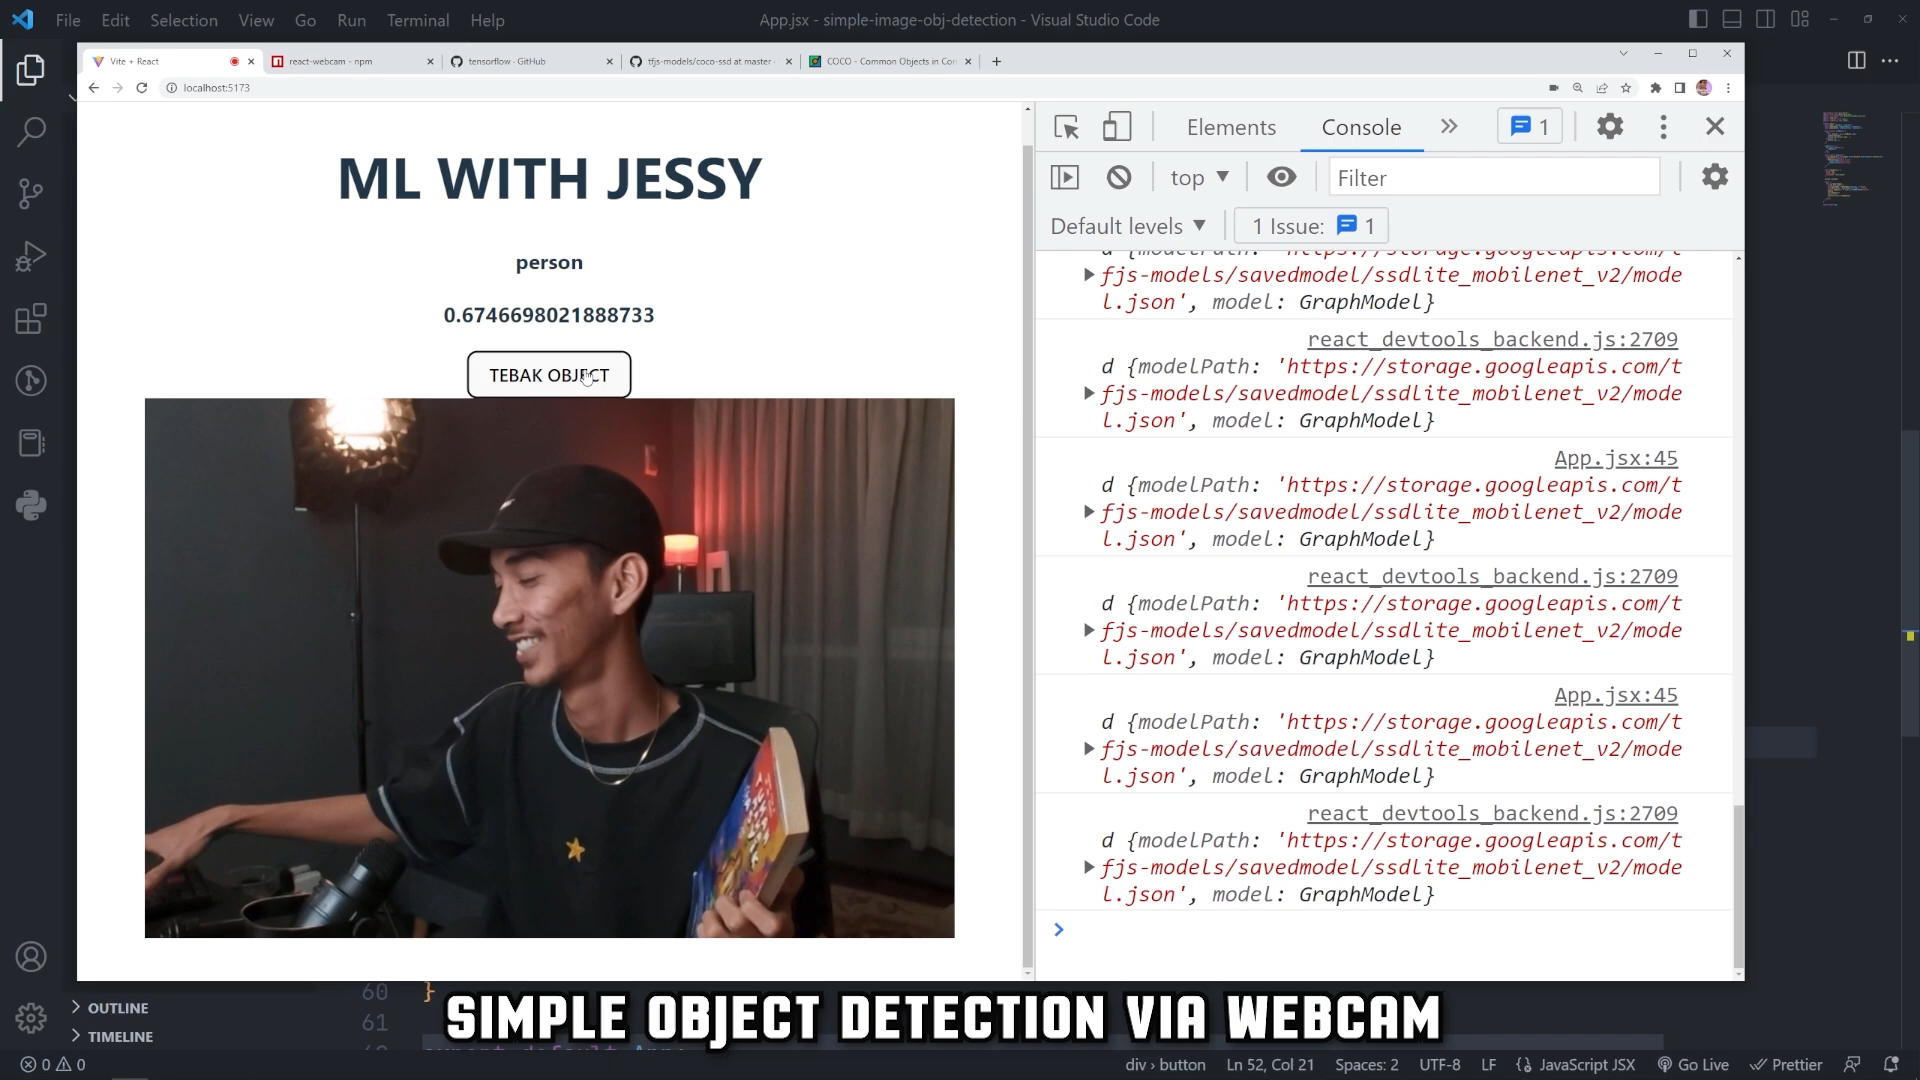 File Edit Selection View Go Run Terminal Help
App.jsx - simple-image-obj-detection - Visual Studio Code
Vite + React
react-webcam - npm
tensorflow · GitHub
tfjs-models/coco-ssd at master ·
COCO - Common Objects in Con
localhost:5173
ML WITH JESSY
person
0.6746698021888733
TEBAK OBJECT
Elements Console 1
top Filter
Default levels 1 Issue: 1
d {modelPath: 'https://storage.googleapis.com/t
fjs-models/savedmodel/ssdlite_mobilenet_v2/mode
l.json', model: GraphModel}
react_devtools_backend.js:2709
d {modelPath: 'https://storage.googleapis.com/t
fjs-models/savedmodel/ssdlite_mobilenet_v2/mode
l.json', model: GraphModel}
App.jsx:45
d {modelPath: 'https://storage.googleapis.com/t
fjs-models/savedmodel/ssdlite_mobilenet_v2/mode
l.json', model: GraphModel}
react_devtools_backend.js:2709
d {modelPath: 'https://storage.googleapis.com/t
fjs-models/savedmodel/ssdlite_mobilenet_v2/mode
l.json', model: GraphModel}
App.jsx:45
d {modelPath: 'https://storage.googleapis.com/t
fjs-models/savedmodel/ssdlite_mobilenet_v2/mode
l.json', model: GraphModel}
react_devtools_backend.js:2709
d {modelPath: 'https://storage.googleapis.com/t
fjs-models/savedmodel/ssdlite_mobilenet_v2/mode
l.json', model: GraphModel}
60 }
61
OUTLINE
TIMELINE
SIMPLE OBJECT DETECTION VIA WEBCAM
0 0
div › button Ln 52, Col 21 Spaces: 2 UTF-8 LF JavaScript JSX Go Live Prettier